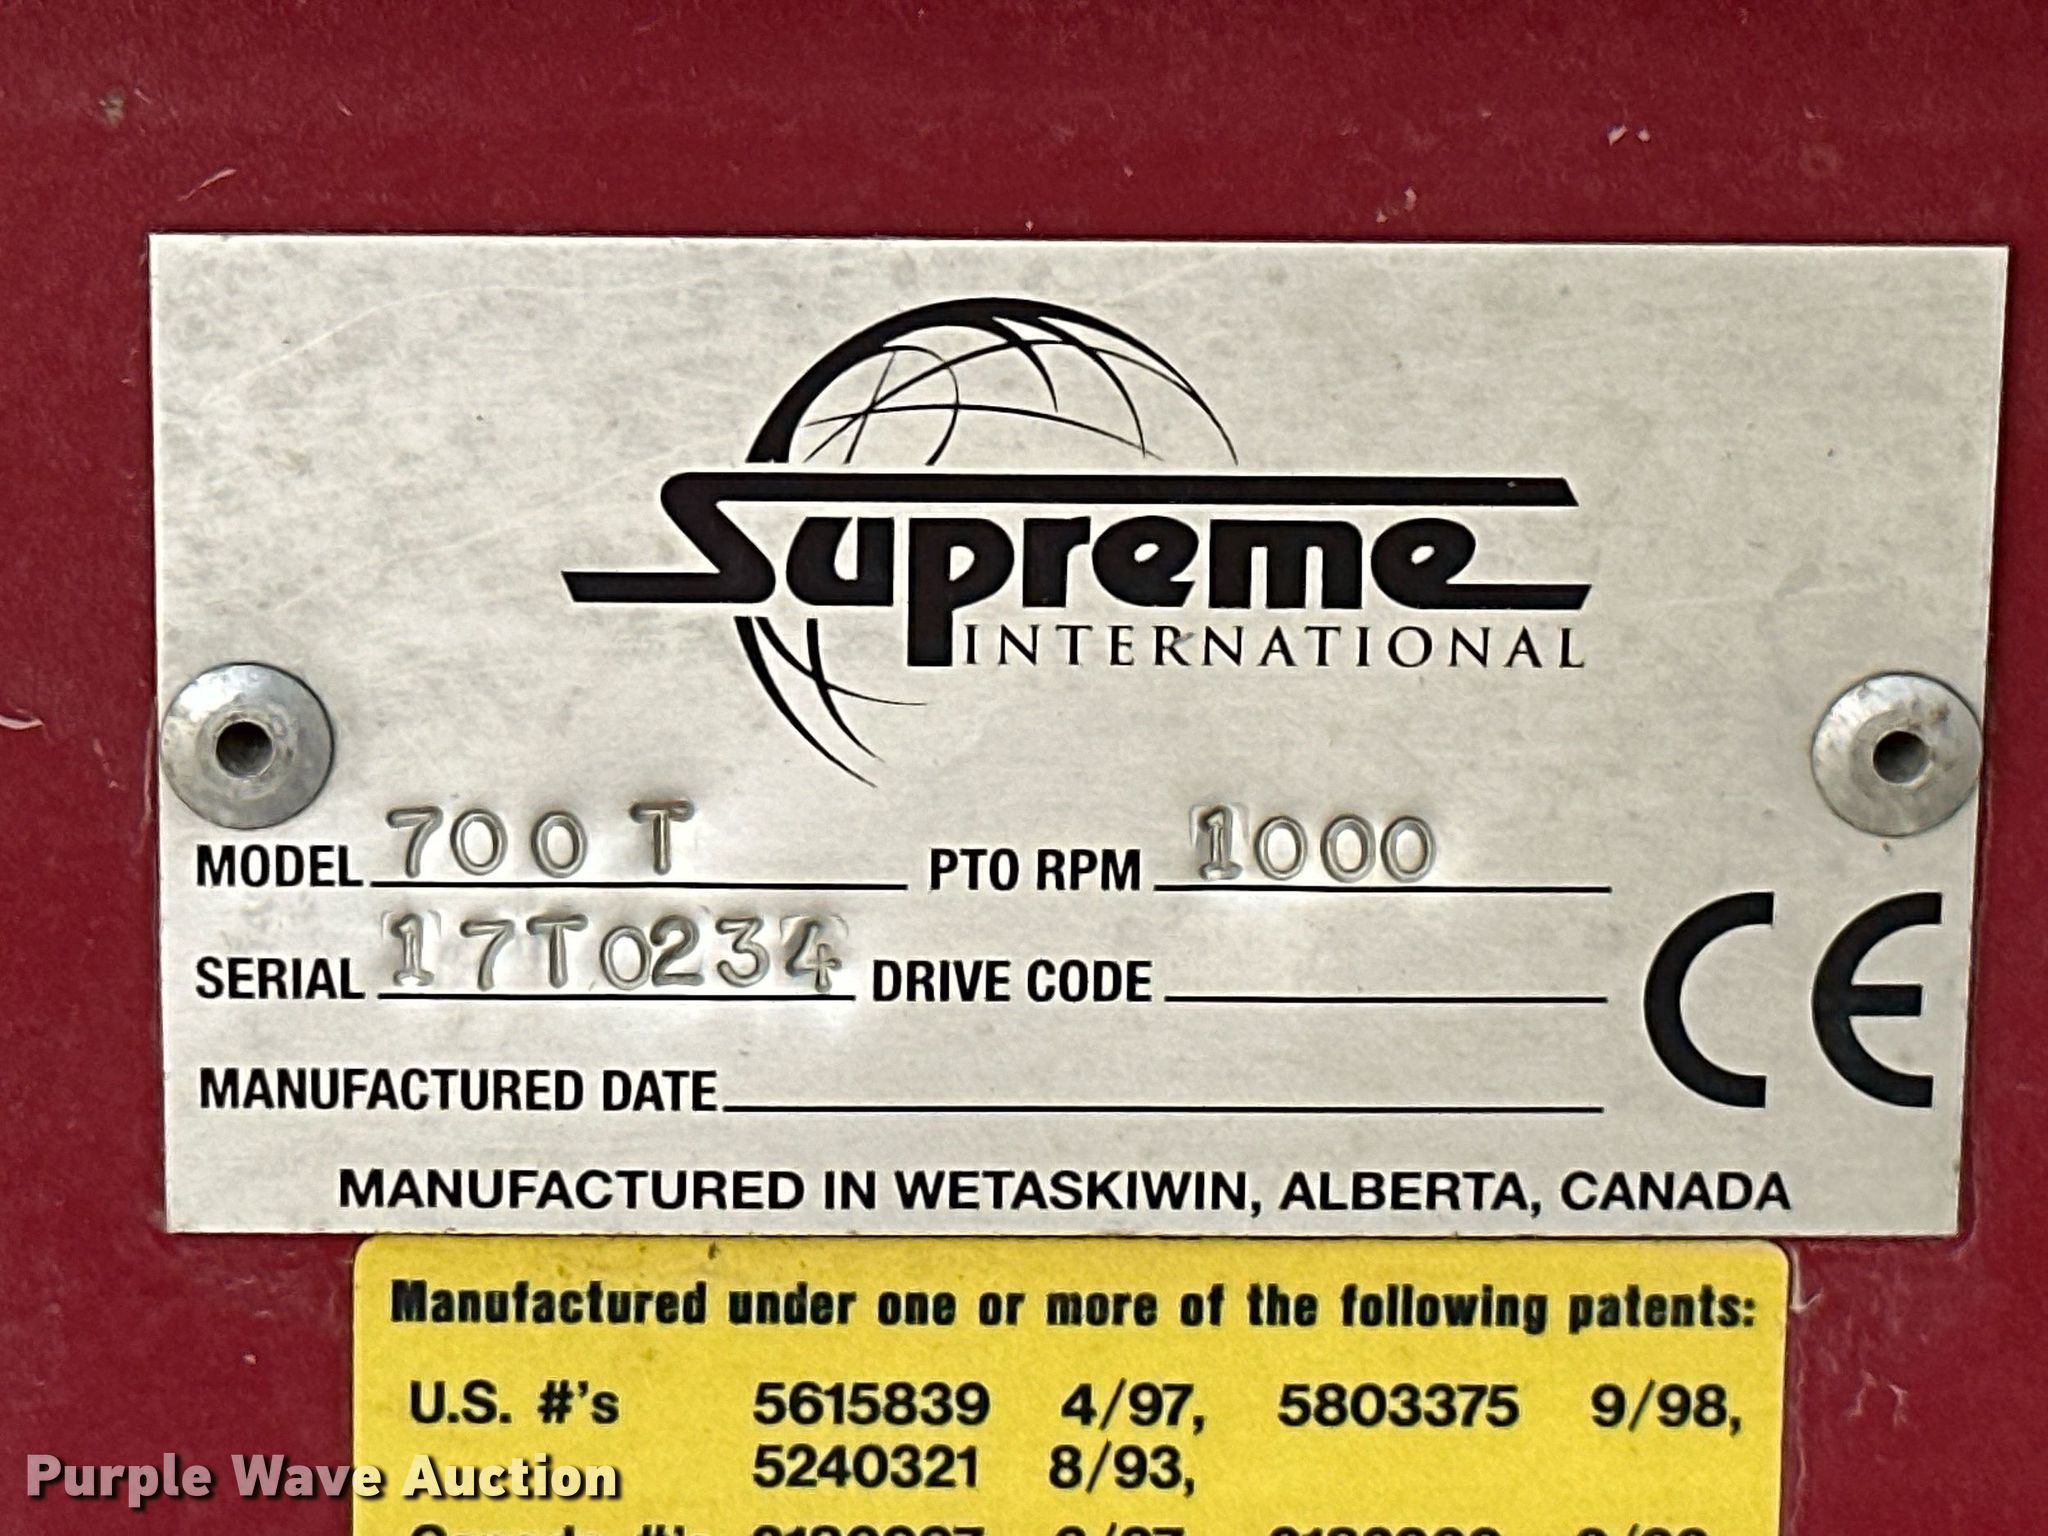 Supreme
INTERNATIONAL
MODEL 700 T PTO RPM 1000
SERIAL 17T0234 DRIVE CODE
MANUFACTURED DATE
CE
MANUFACTURED IN WETASKIWIN, ALBERTA, CANADA
Manufactured under one or more of the following patents:
U.S. #'s 5615839 4/97, 5803375 9/98,
5240321 8/93,
Purple Wave Auction